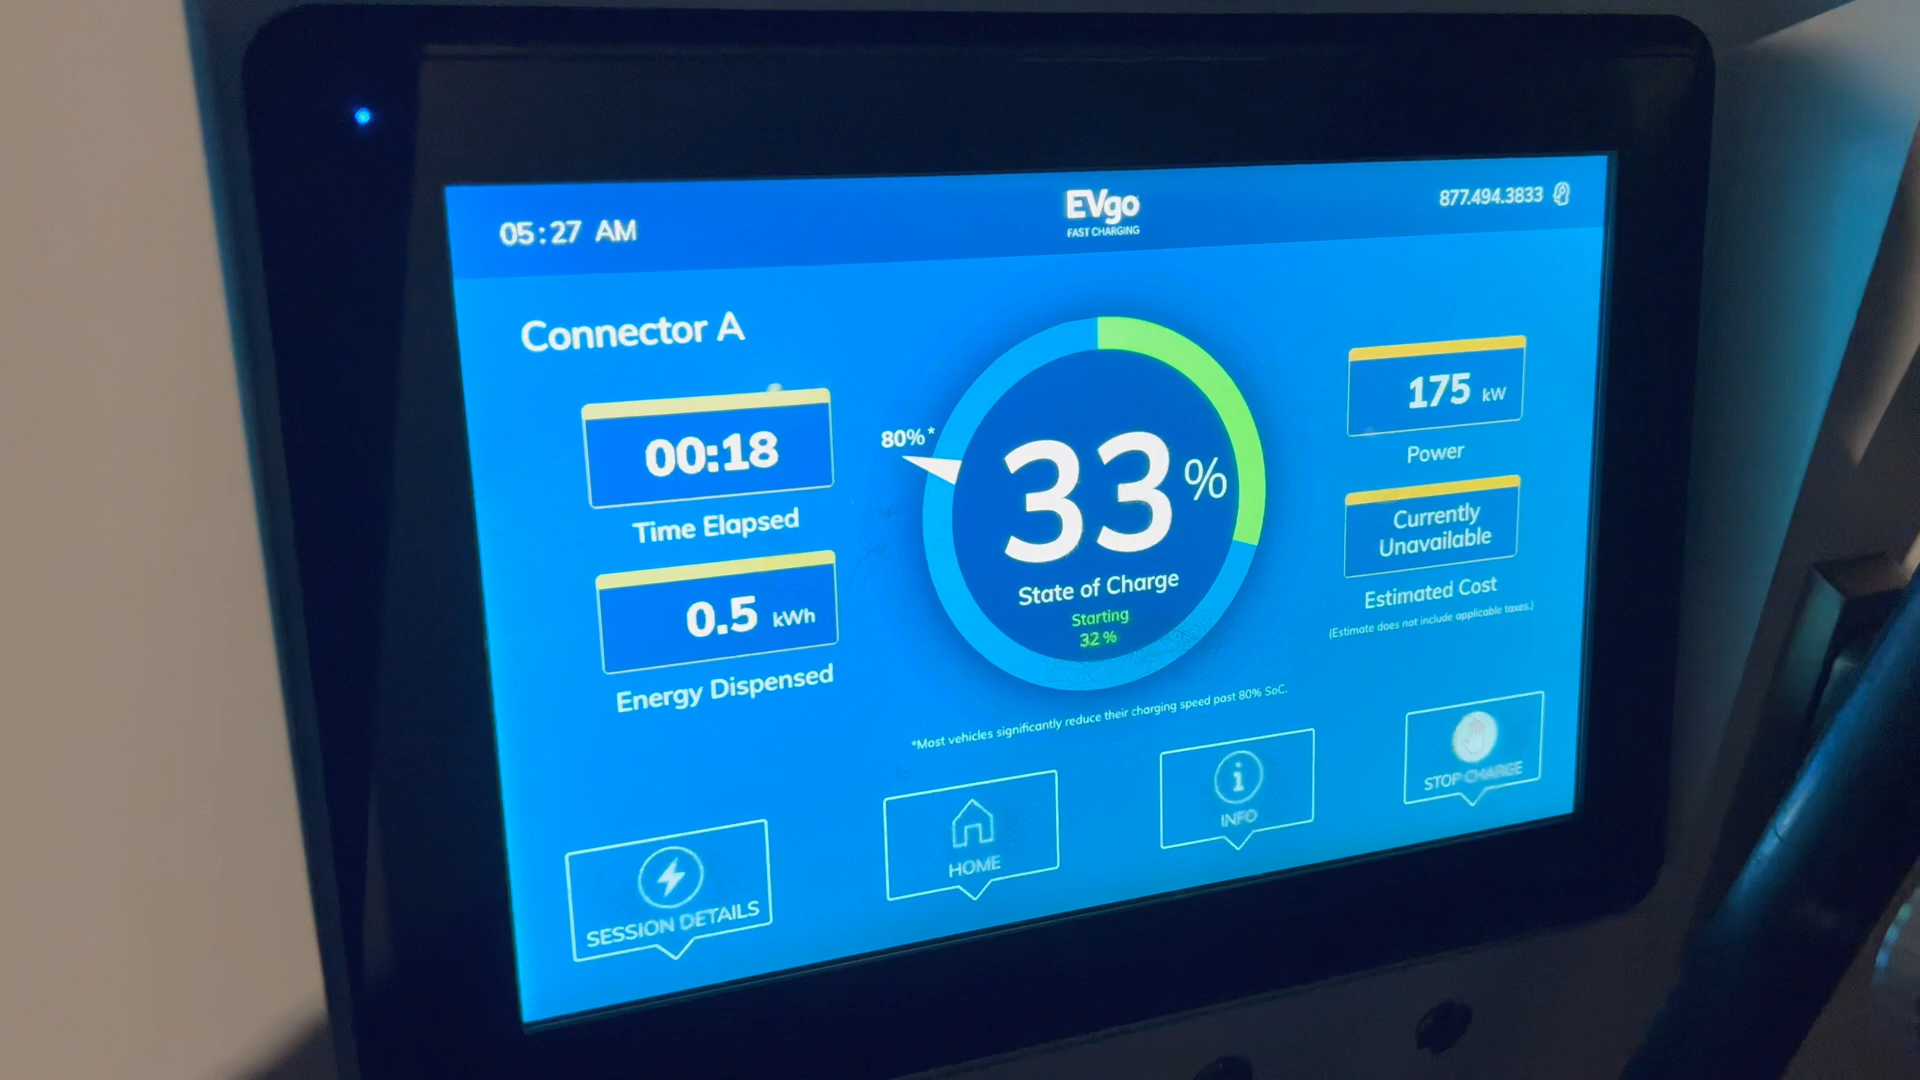 05:27 AM
EVgo
FAST CHARGING
877.494.3833
Connector A
00:18
Time Elapsed
0.5 kWh
Energy Dispensed
80%*
33%
State of Charge
Starting
32 %
175 kW
Power
Currently
Unavailable
Estimated Cost
(Estimate does not include applicable taxes.)
*Most vehicles significantly reduce their charging speed past 80% SoC.
SESSION DETAILS
HOME
INFO
STOP CHARGE